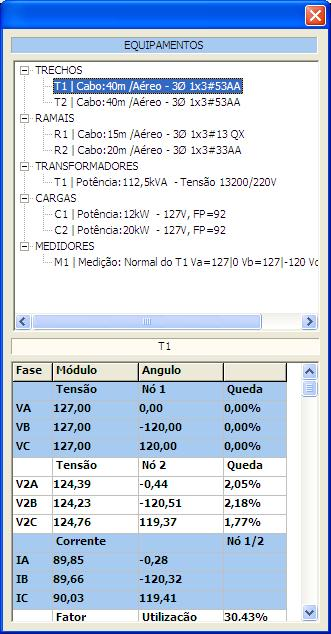 EQUIPAMENTOS
TRECHOS
T1 | Cabo:40m /Aéreo - 3Ø 1x3#53AA
T2 | Cabo:40m /Aéreo - 3Ø 1x3#53AA
RAMAIS
R1 | Cabo:15m /Aéreo - 3Ø 1x3#13 QX
R2 | Cabo:20m /Aéreo - 3Ø 1x3#33AA
TRANSFORMADORES
T1 | Potência:112,5kVA - Tensão 13200/220V
CARGAS
C1 | Potência:12kW - 127V, FP=92
C2 | Potência:20kW - 127V, FP=92
MEDIDORES
M1 | Medição: Normal do T1 Va=127|0 Vb=127|-120 Vc
T1
Fase Módulo Angulo
Tensão Nó 1 Queda
VA 127,00 0,00 0,00%
VB 127,00 -120,00 0,00%
VC 127,00 120,00 0,00%
Tensão Nó 2 Queda
V2A 124,39 -0,44 2,05%
V2B 124,23 -120,51 2,18%
V2C 124,76 119,37 1,77%
Corrente Nó 1/2
IA 89,85 -0,28
IB 89,66 -120,32
IC 90,03 119,41
Fator Utilização 30.43%